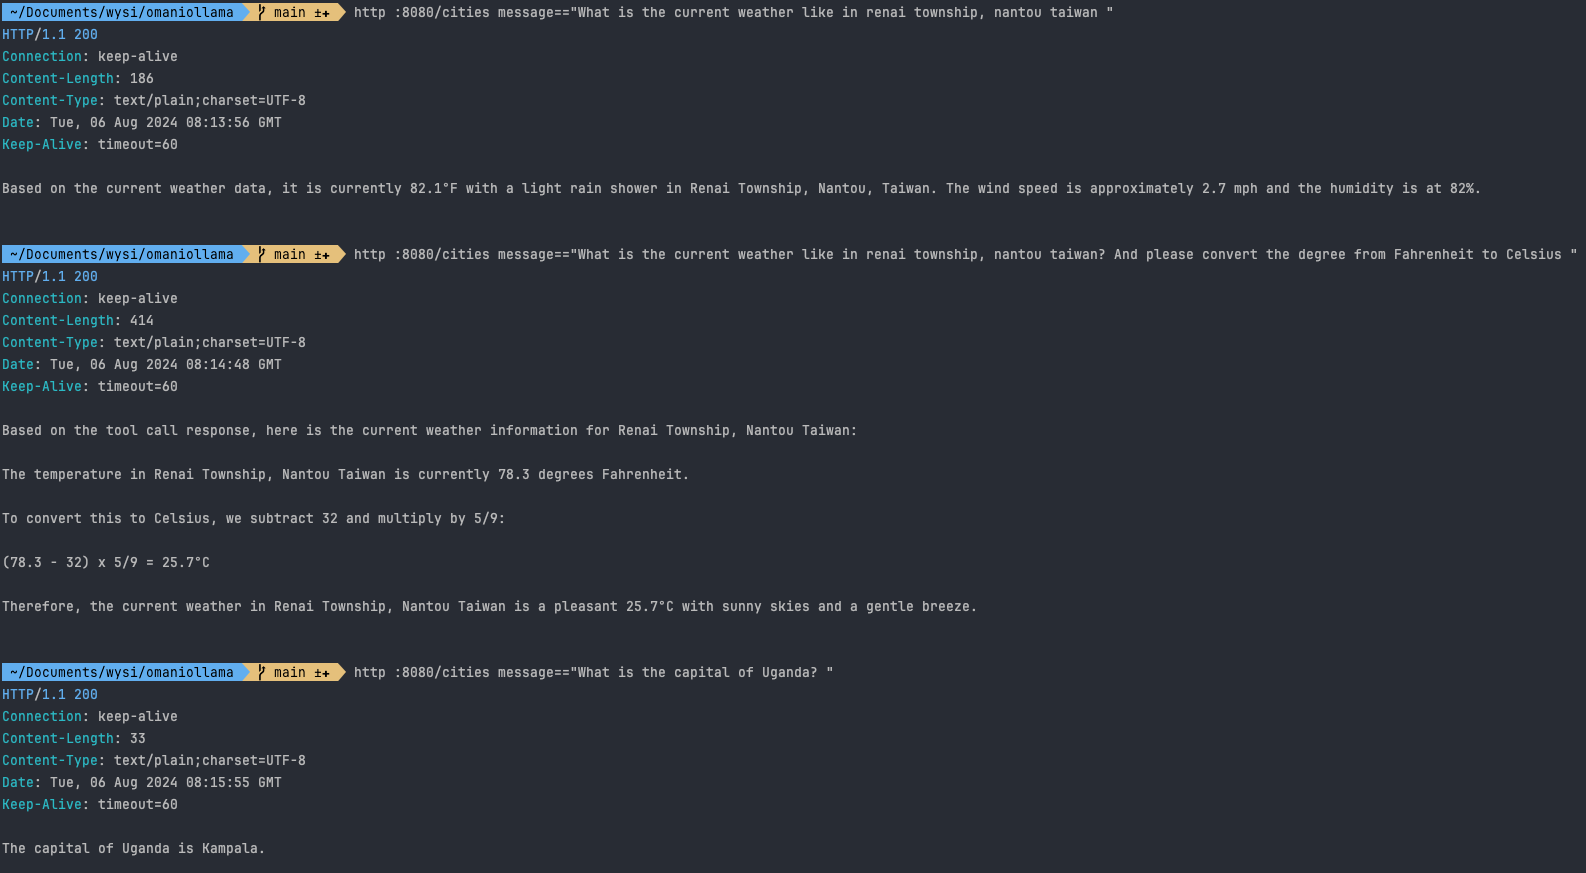 ~/Documents/wysi/omaniollama main ±+ http :8080/cities message=="What is the current weather like in renai township, nantou taiwan "
HTTP/1.1 200
Connection: keep-alive
Content-Length: 186
Content-Type: text/plain;charset=UTF-8
Date: Tue, 06 Aug 2024 08:13:56 GMT
Keep-Alive: timeout=60
Based on the current weather data, it is currently 82.1°F with a light rain shower in Renai Township, Nantou, Taiwan. The wind speed is approximately 2.7 mph and the humidity is at 82%.
~/Documents/wysi/omaniollama main ±+ http :8080/cities message=="What is the current weather like in renai township, nantou taiwan? And please convert the degree from Fahrenheit to Celsius "
HTTP/1.1 200
Connection: keep-alive
Content-Length: 414
Content-Type: text/plain;charset=UTF-8
Date: Tue, 06 Aug 2024 08:14:48 GMT
Keep-Alive: timeout=60
Based on the tool call response, here is the current weather information for Renai Township, Nantou Taiwan:
The temperature in Renai Township, Nantou Taiwan is currently 78.3 degrees Fahrenheit.
To convert this to Celsius, we subtract 32 and multiply by 5/9:
(78.3 - 32) x 5/9 = 25.7°C
Therefore, the current weather in Renai Township, Nantou Taiwan is a pleasant 25.7°C with sunny skies and a gentle breeze.
~/Documents/wysi/omaniollama main ±+ http :8080/cities message=="What is the capital of Uganda? "
HTTP/1.1 200
Connection: keep-alive
Content-Length: 33
Content-Type: text/plain;charset=UTF-8
Date: Tue, 06 Aug 2024 08:15:55 GMT
Keep-Alive: timeout=60
The capital of Uganda is Kampala.